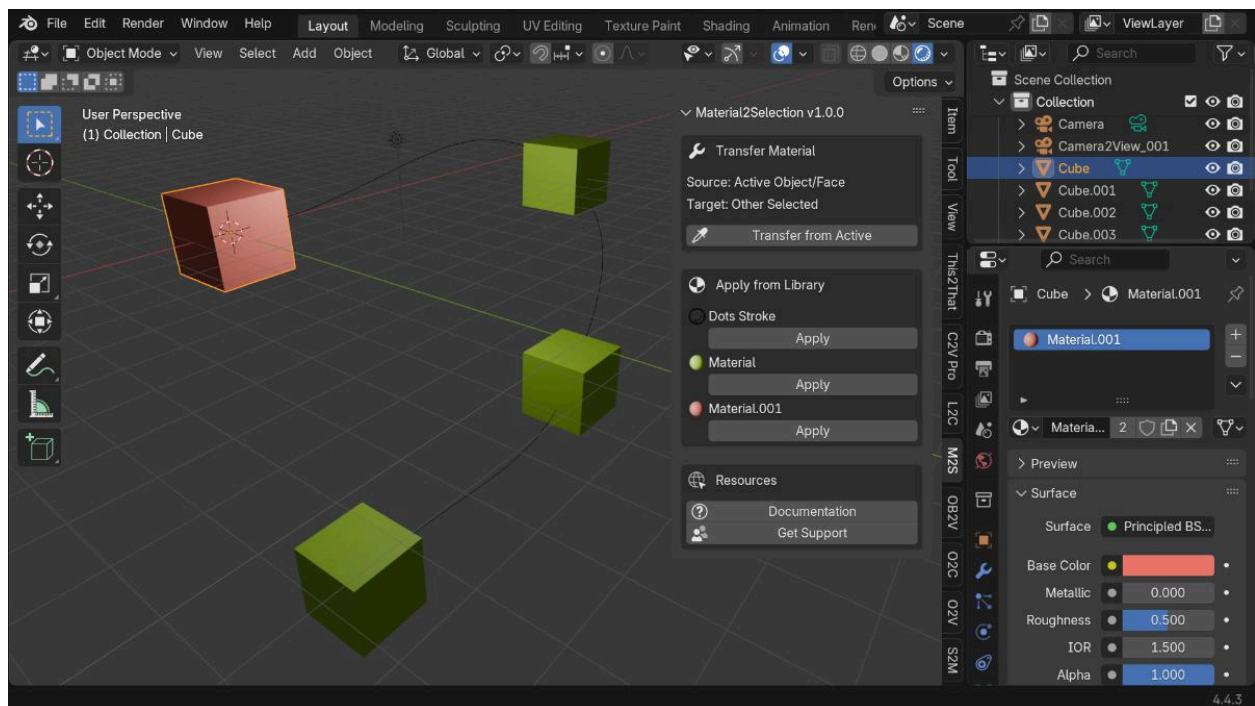 File Edit Render Window Help Layout Modeling Sculpting UV Editing Texture Paint Shading Animation Ren Scene ViewLayer
Object Mode View Select Add Object Global Search
Options
User Perspective
(1) Collection | Cube
Material2Selection v1.0.0
Transfer Material
Source: Active Object/Face
Target: Other Selected
Transfer from Active
Apply from Library
Dots Stroke
Apply
Material
Apply
Material.001
Apply
Resources
Documentation
Get Support
Item
Tool
View
This2That
C2V Pro
L2C
M2S
OB2V
O2C
O2V
S2M
Scene Collection
Collection
Camera
Camera2View_001
Cube
Cube.001
Cube.002
Cube.003
Search
Cube > Material.001
Material.001
Materia... 2
Preview
Surface
Surface Principled BS...
Base Color
Metallic 0.000
Roughness 0.500
IOR 1.500
Alpha 1.000
4.4.3